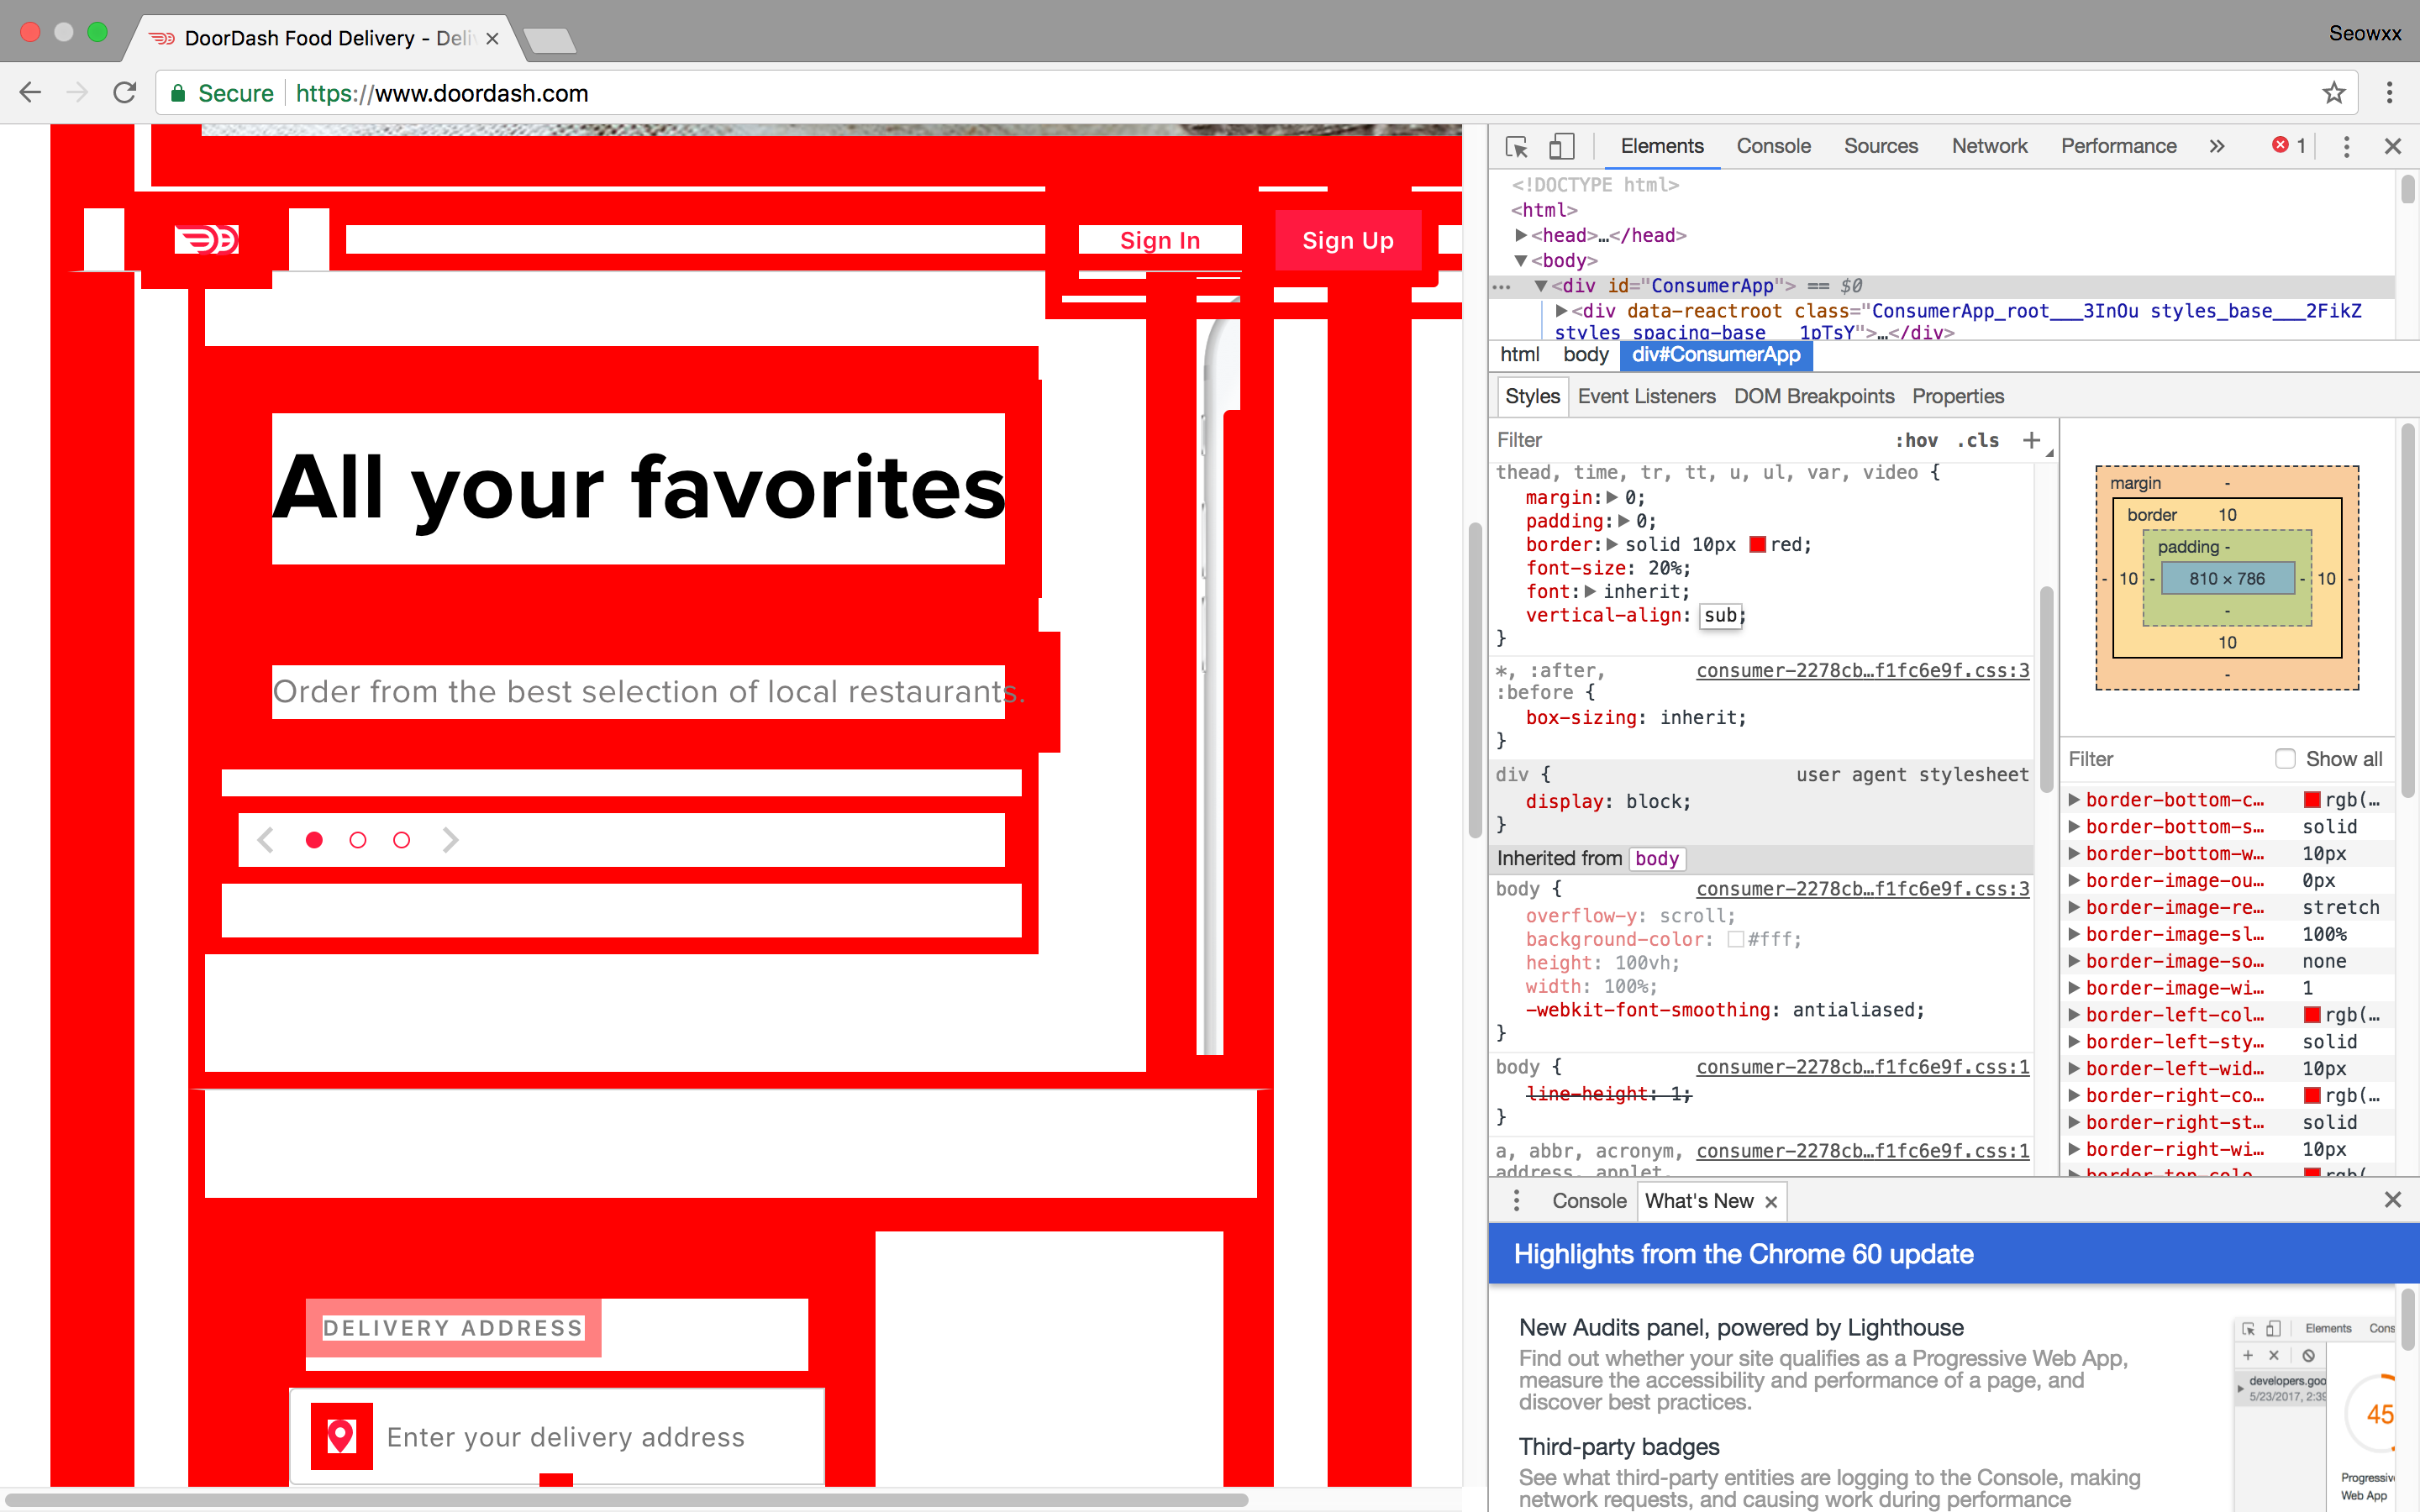 DoorDash Food Delivery - Deli
Seowxx
Secure
https://www.doordash.com
Sign In
Sign Up
All your favorites
Order from the best selection of local restaurants.
DELIVERY ADDRESS
Enter your delivery address
Elements Console Sources Network Performance » 1
<!DOCTYPE html>
<html>
<head>…</head>
<body>
… <div id="ConsumerApp"> == $0
<div data-reactroot class="ConsumerApp_root___3InOu styles_base___2FikZ
styles_spacing-base___1pTsY">…</div>
html body div#ConsumerApp
Styles Event Listeners DOM Breakpoints Properties
Filter :hov .cls +
thead, time, tr, tt, u, ul, var, video {
margin: 0;
padding: 0;
border: solid 10px red;
font-size: 20%;
font: inherit;
vertical-align: sub;
}
*, :after, consumer-2278cb…f1fc6e9f.css:3
:before {
box-sizing: inherit;
}
div { user agent stylesheet
display: block;
}
Inherited from body
body { consumer-2278cb…f1fc6e9f.css:3
overflow-y: scroll;
background-color: #fff;
height: 100vh;
width: 100%;
-webkit-font-smoothing: antialiased;
}
body { consumer-2278cb…f1fc6e9f.css:1
line-height: 1;
}
a, abbr, acronym, consumer-2278cb…f1fc6e9f.css:1
address, applet,
margin -
border 10
padding -
- 10 - 810 × 786 - 10 -
-
10
-
Filter Show all
border-bottom-c… rgb(…
border-bottom-s… solid
border-bottom-w… 10px
border-image-ou… 0px
border-image-re… stretch
border-image-sl… 100%
border-image-so… none
border-image-wi… 1
border-left-col… rgb(…
border-left-sty… solid
border-left-wid… 10px
border-right-co… rgb(…
border-right-st… solid
border-right-wi… 10px
border-top-colo… rgb(
Console What's New
Highlights from the Chrome 60 update
New Audits panel, powered by Lighthouse
Find out whether your site qualifies as a Progressive Web App,
measure the accessibility and performance of a page, and
discover best practices.
Third-party badges
See what third-party entities are logging to the Console, making
network requests, and causing work during performance
Elements Cons
developers.goo
5/23/2017, 2:39
45
Progressiv
Web App